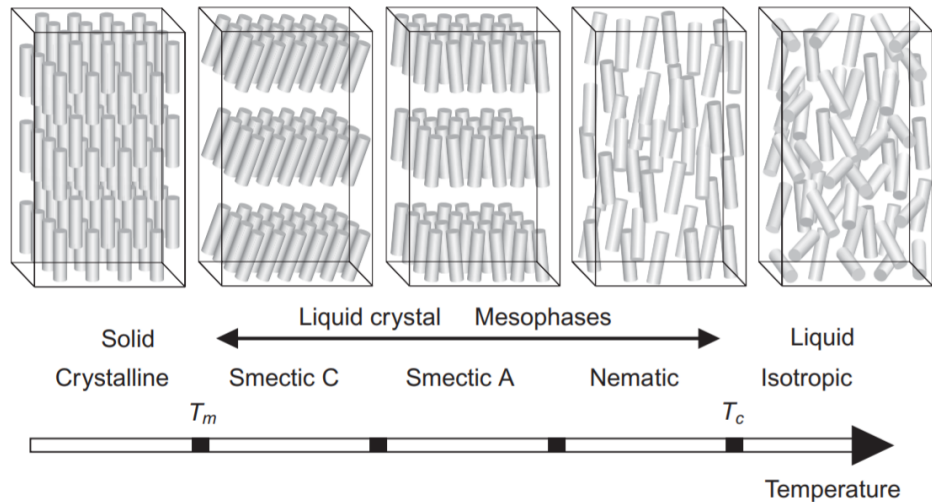 Liquid crystal Mesophases
Solid
Liquid
Crystalline
Smectic C
Smectic A
Nematic
Isotropic
Tm
Tc
Temperature